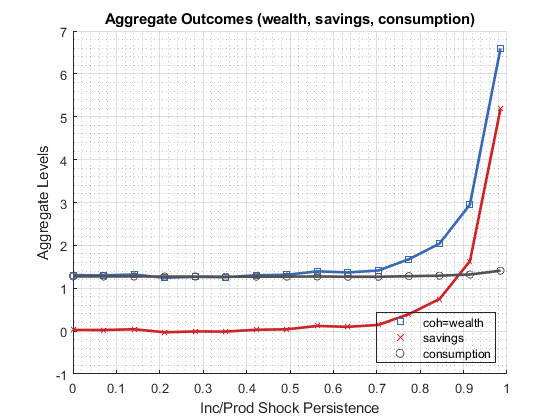 Aggregate Outcomes (wealth, savings, consumption)
7
6
5
4
3
2
1
0
-1
Aggregate Levels
coh=wealth
savings
consumption
0 0.1 0.2 0.3 0.4 0.5 0.6 0.7 0.8 0.9 1
Inc/Prod Shock Persistence